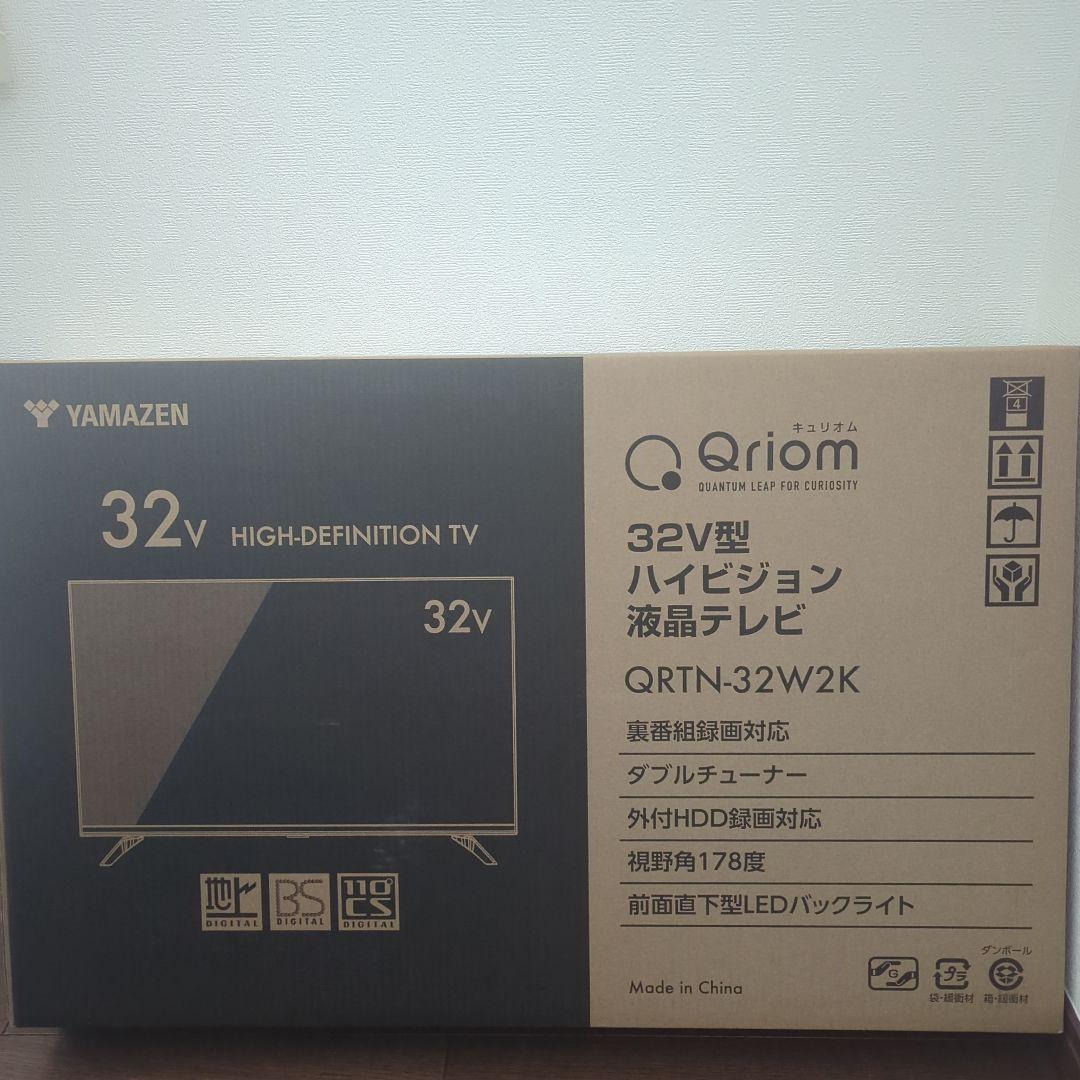 YAMAZEN
32V HIGH-DEFINITION TV
32V
地上
DIGITAL
BS
DIGITAL
110°
CS
DIGITAL
キュリオム
Qriom
QUANTUM LEAP FOR CURIOSITY
32V型
ハイビジョン
液晶テレビ
QRTN-32W2K
裏番組録画対応
ダブルチューナー
外付HDD録画対応
視野角178度
前面直下型LEDバックライト
Made in China
4
G
プラ
袋・緩衝材
ダンボール
箱・緩衝材